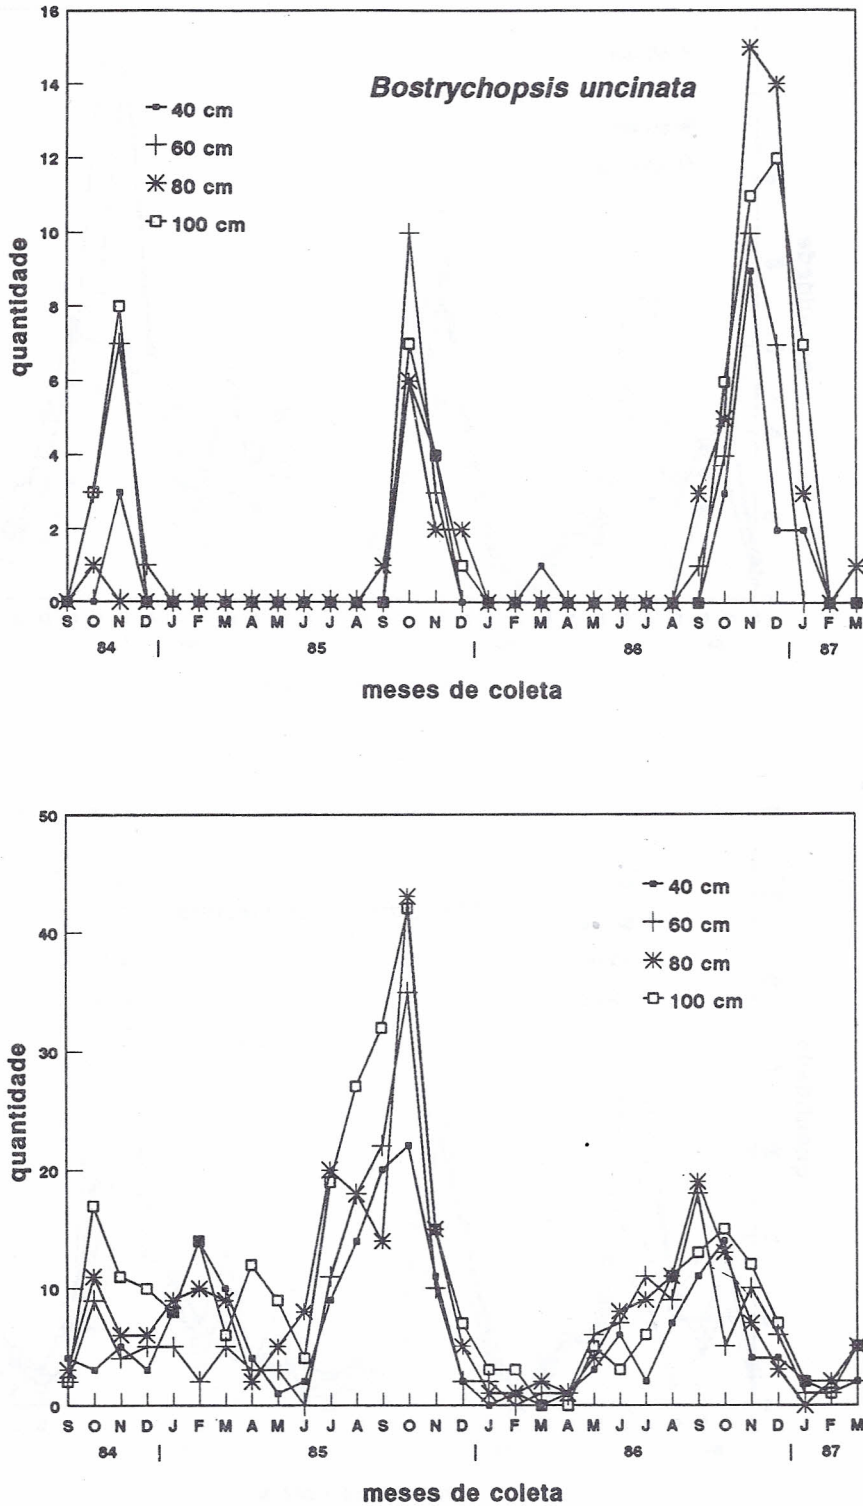 16
Bostrychopsis uncinata
14
40 cm
60 cm
12
80 cm
100 cm
10
quantidade
8
6
4
2
0
S O N D J F M A M J J A S O N D J F M A M J J A S O N D J F M
84 | 85 | 86 | 87
meses de coleta
50
40 cm
60 cm
40
80 cm
100 cm
30
quantidade
20
10
0
S O N D J F M A M J J A S O N D J F M A M J J A S O N D J F M
84 | 85 | 86 | 87
meses de coleta